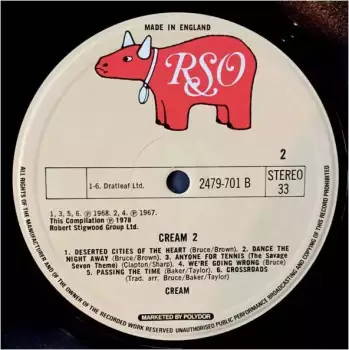 MADE IN ENGLAND
RSO
2
1-6. Dratleaf Ltd.
2479-701 B
STEREO
33
1, 3, 5, 6. ℗ 1968. 2, 4. ℗ 1967.
This Compilation ℗ 1978
Robert Stigwood Group Ltd.
CREAM 2
1. DESERTED CITIES OF THE HEART (Bruce/Brown). 2. DANCE THE
NIGHT AWAY (Bruce/Brown). 3. ANYONE FOR TENNIS (The Savage
Seven Theme) (Clapton/Sharp). 4. WE'RE GOING WRONG (Bruce)
5. PASSING THE TIME (Baker/Taylor). 6. CROSSROADS
(Trad. arr. Bruce/Baker/Taylor)
CREAM
ALL RIGHTS OF THE MANUFACTURER AND OF THE OWNER OF THE RECORDED WORK RESERVED UNAUTHORISED PUBLIC PERFORMANCE BROADCASTING AND COPYING OF THIS RECORD PROHIBITED
MARKETED BY POLYDOR